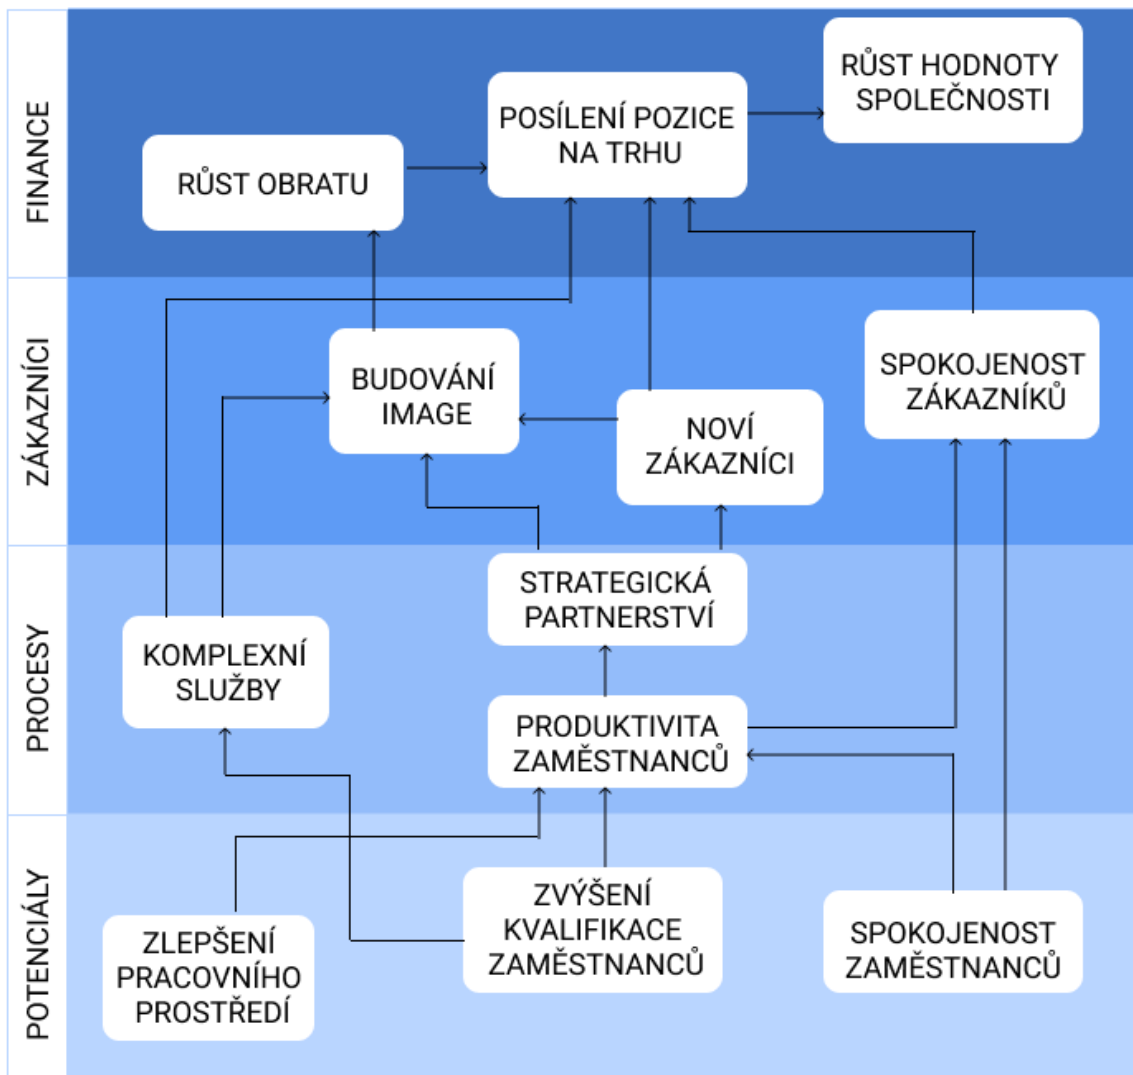 FINANCE
RŮST HODNOTY
SPOLEČNOSTI
POSÍLENÍ POZICE
NA TRHU
RŮST OBRATU
ZÁKAZNÍCI
BUDOVÁNÍ
IMAGE
NOVÍ
ZÁKAZNÍCI
SPOKOJENOST
ZÁKAZNÍKŮ
PROCESY
STRATEGICKÁ
PARTNERSTVÍ
KOMPLEXNÍ
SLUŽBY
PRODUKTIVITA
ZAMĚSTNANCŮ
POTENCIÁLY
ZLEPŠENÍ
PRACOVNÍHO
PROSTŘEDÍ
ZVÝŠENÍ
KVALIFIKACE
ZAMĚSTNANCŮ
SPOKOJENOST
ZAMĚSTNANCŮ